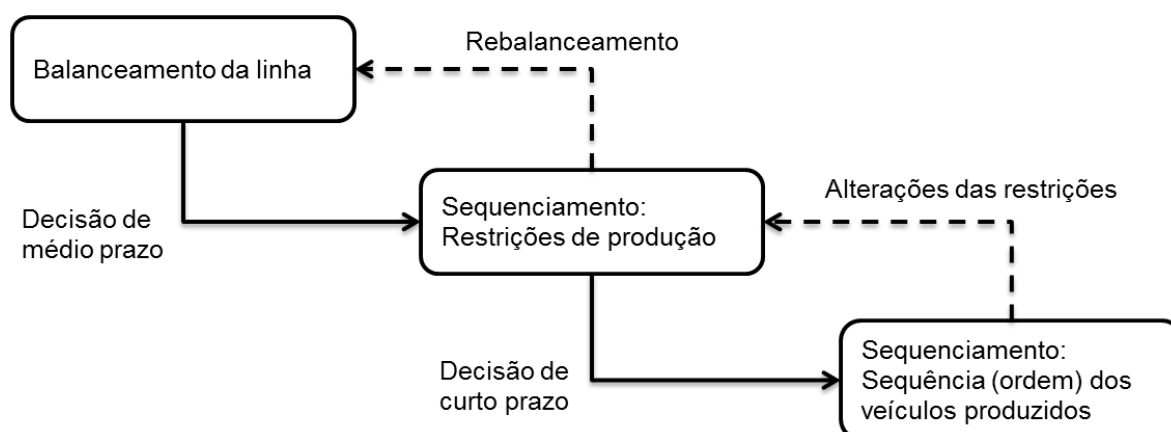 Rebalanceamento
Balanceamento da linha
Alterações das restrições
Decisão de
médio prazo
Sequenciamento:
Restrições de produção
Decisão de
curto prazo
Sequenciamento:
Sequência (ordem) dos
veículos produzidos